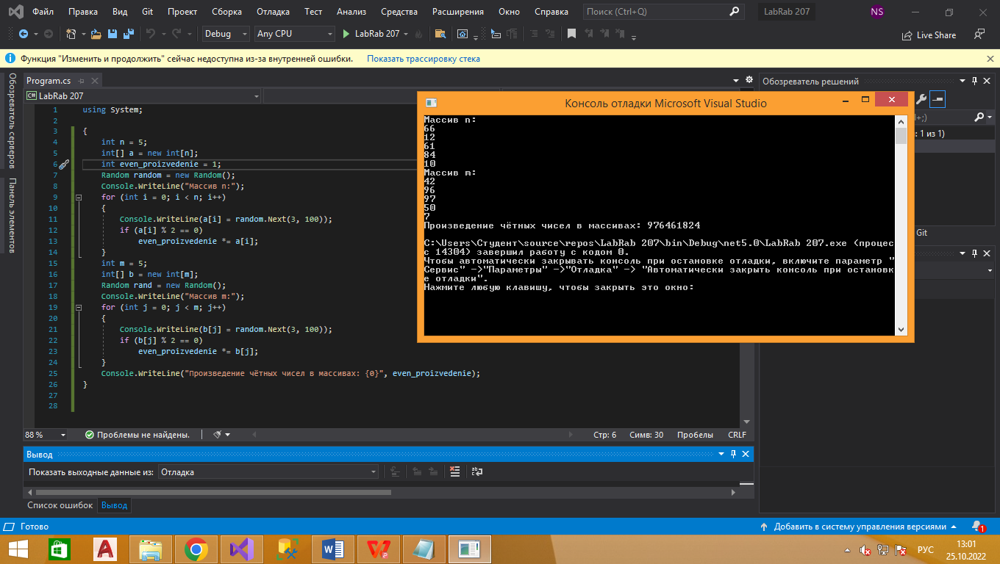 Файл Правка Вид Git Проект Сборка Отладка Тест Анализ Средства Расширения Окно Справка Поиск (Ctrl+Q) LabRab 207 NS
Debug Any CPU LabRab 207 Live Share
Функция "Изменить и продолжить" сейчас недоступна из-за внутренней ошибки. Показать трассировку стека
Обозреватель серверов
Панель элементов
Program.cs
LabRab 207
1 using System;
2
3 {
4 int n = 5;
5 int[] a = new int[n];
6 int even_proizvedenie = 1;
7 Random random = new Random();
8 Console.WriteLine("Массив n:");
9 for (int i = 0; i < n; i++)
10 {
11 Console.WriteLine(a[i] = random.Next(3, 100));
12 if (a[i] % 2 == 0)
13 even_proizvedenie *= a[i];
14 }
15 int m = 5;
16 int[] b = new int[m];
17 Random rand = new Random();
18 Console.WriteLine("Массив m:");
19 for (int j = 0; j < m; j++)
20 {
21 Console.WriteLine(b[j] = random.Next(3, 100));
22 if (b[j] % 2 == 0)
23 even_proizvedenie *= b[j];
24 }
25 Console.WriteLine("Произведение чётных чисел в массивах: {0}", even_proizvedenie);
26 }
27
28
Консоль отладки Microsoft Visual Studio
Массив n:
66
12
61
84
10
Массив m:
42
96
97
50
7
Произведение чётных чисел в массивах: 976461824
C:\Users\Студент\source\repos\LabRab 207\bin\Debug\net5.0\LabRab 207.exe (процес
с 14304) завершил работу с кодом 0.
Чтобы автоматически закрывать консоль при остановке отладки, включите параметр "
Сервис" ->"Параметры" ->"Отладка" -> "Автоматически закрыть консоль при остановк
е отладки".
Нажмите любую клавишу, чтобы закрыть это окно:
Обозреватель решений
+;)
: 1 из 1)
Git
88 % Проблемы не найдены. Стр: 6 Симв: 30 Пробелы CRLF
Вывод
Показать выходные данные из: Отладка
Список ошибок Вывод
Готово Добавить в систему управления версиями 1
РУС 13:01
25.10.2022